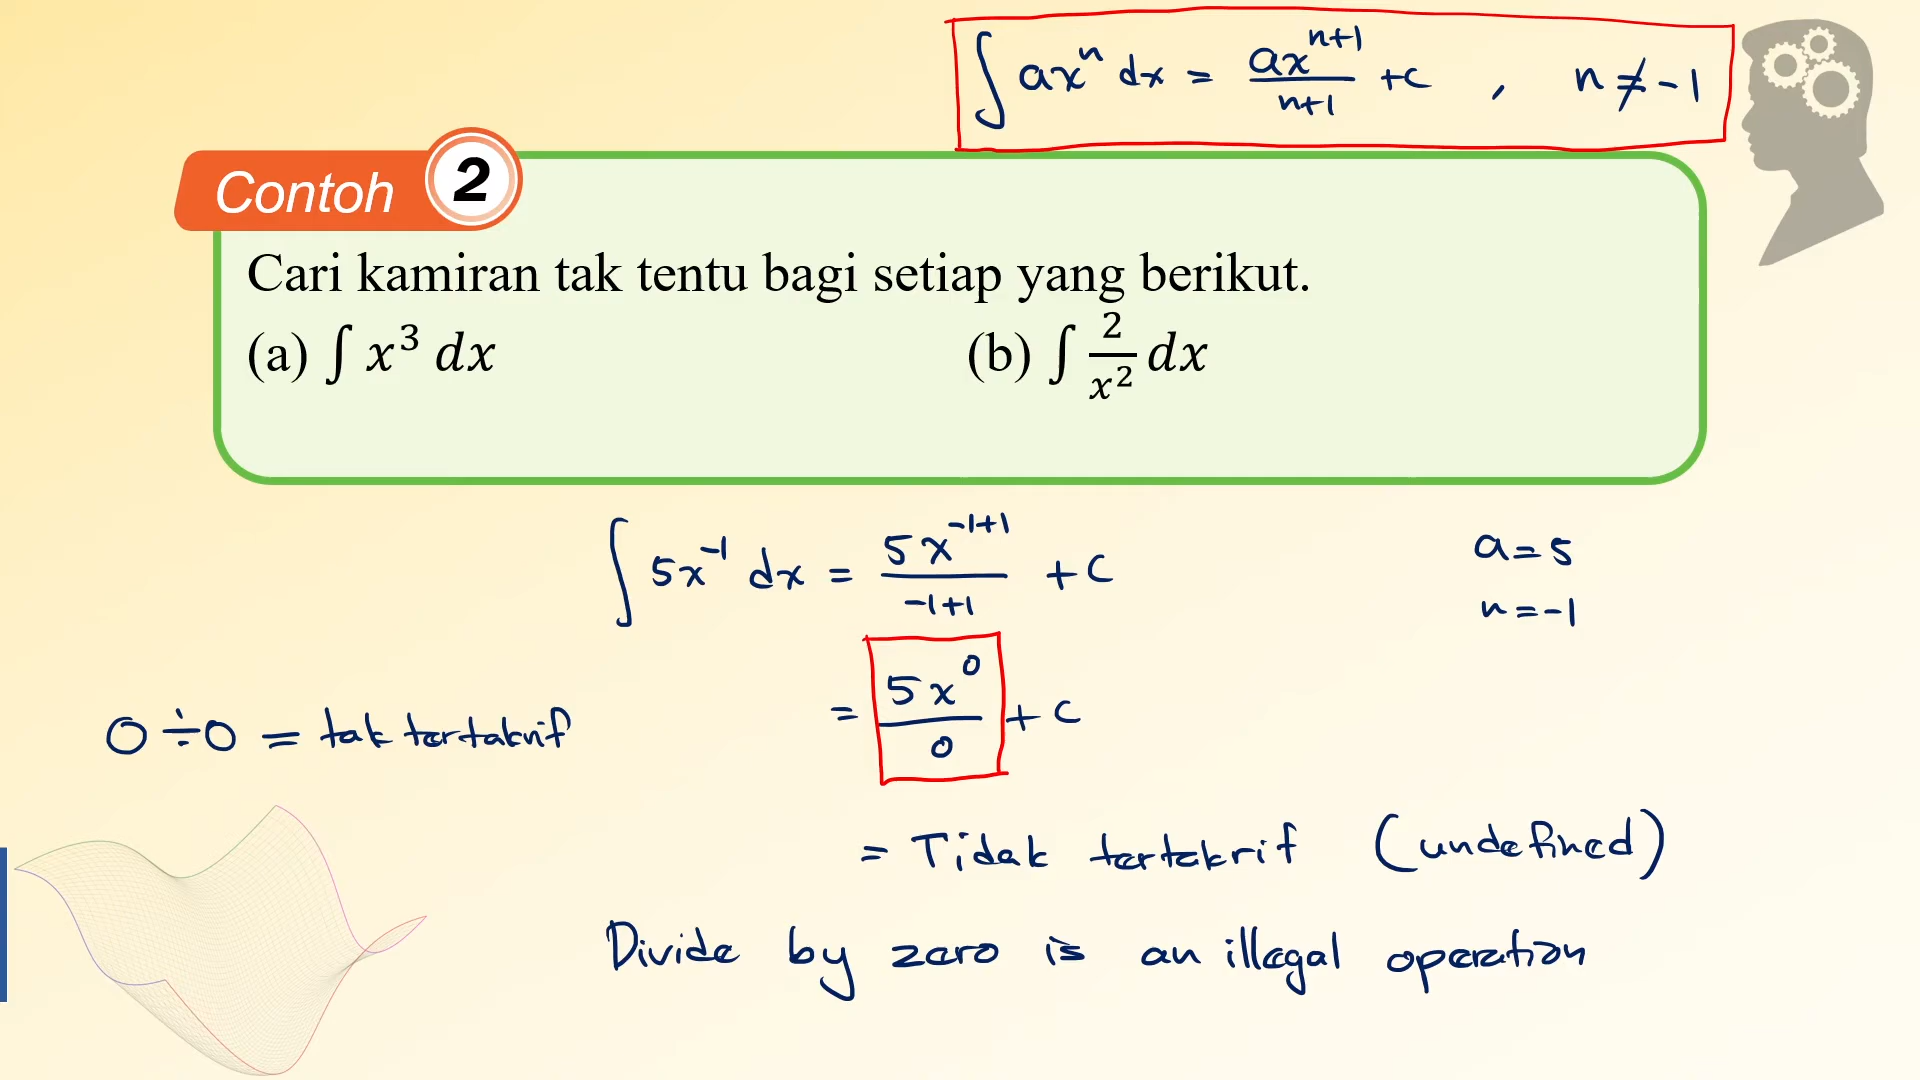 ∫ axⁿ dx = axⁿ⁺¹/n+1 + c , n ≠ -1
Contoh 2
Cari kamiran tak tentu bagi setiap yang berikut.
(a) ∫ x³ dx (b) ∫ 2/x² dx
∫ 5x⁻¹ dx = 5x⁻¹⁺¹/-1+1 + c
a = 5
n = -1
= 5x⁰/0 + c
0 ÷ 0 = tak tertakrif
= Tidak tertakrif (undefined)
Divide by zero is an illegal operation